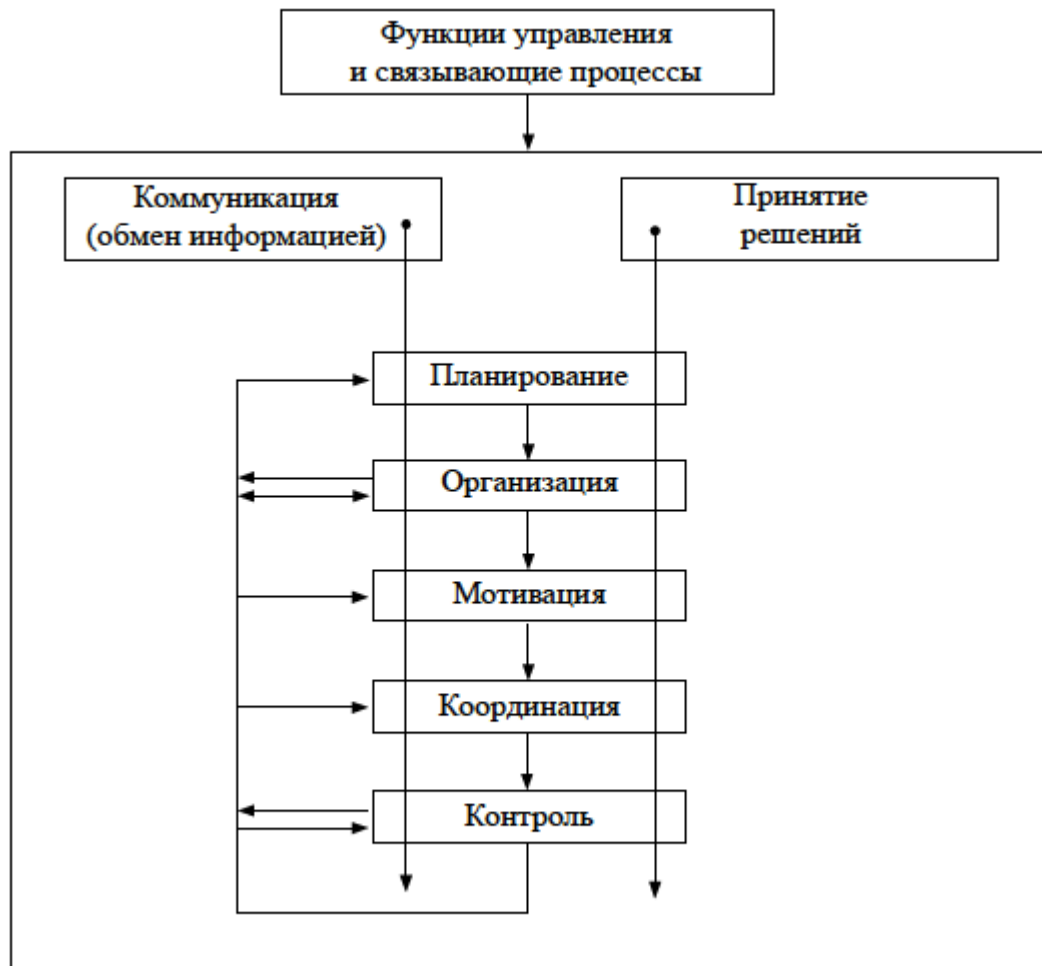 Функции управления
и связывающие процессы
Коммуникация
(обмен информацией)
Принятие
решений
Планирование
Организация
Мотивация
Координация
Контроль